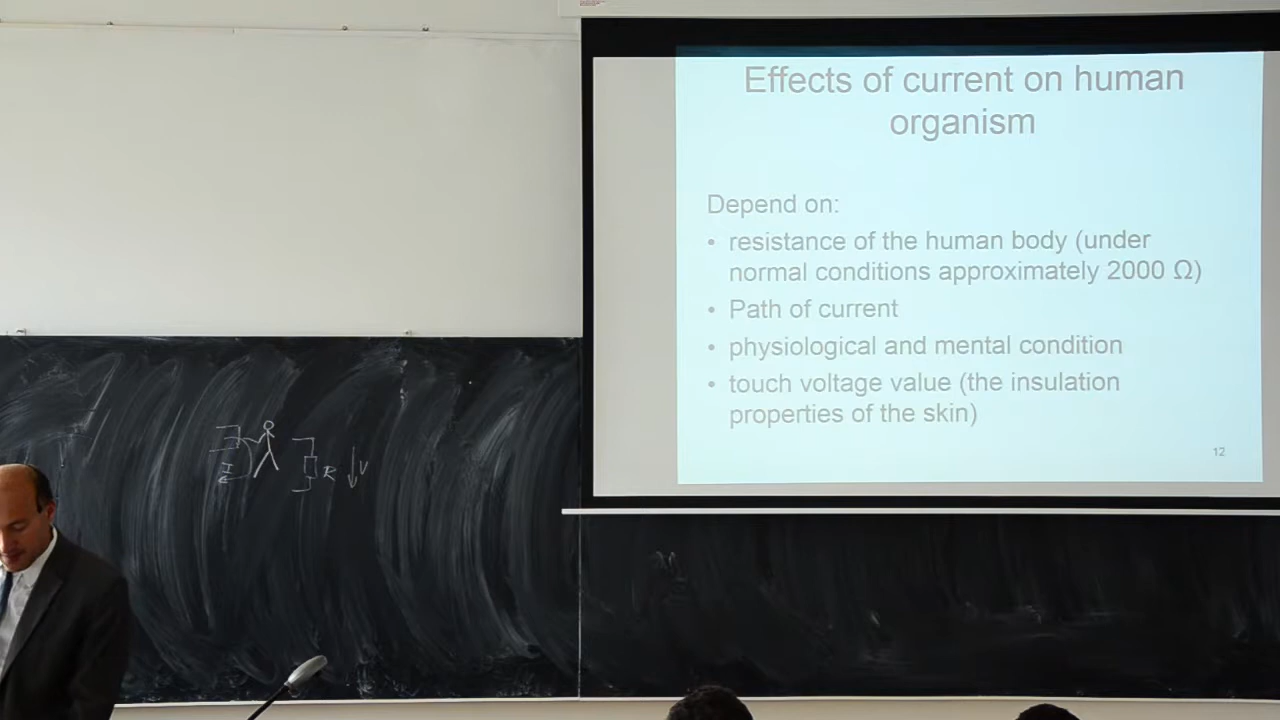 Effects of current on human
organism
Depend on:
• resistance of the human body (under
normal conditions approximately 2000 Ω)
• Path of current
• physiological and mental condition
• touch voltage value (the insulation
properties of the skin)
12
I
R
V